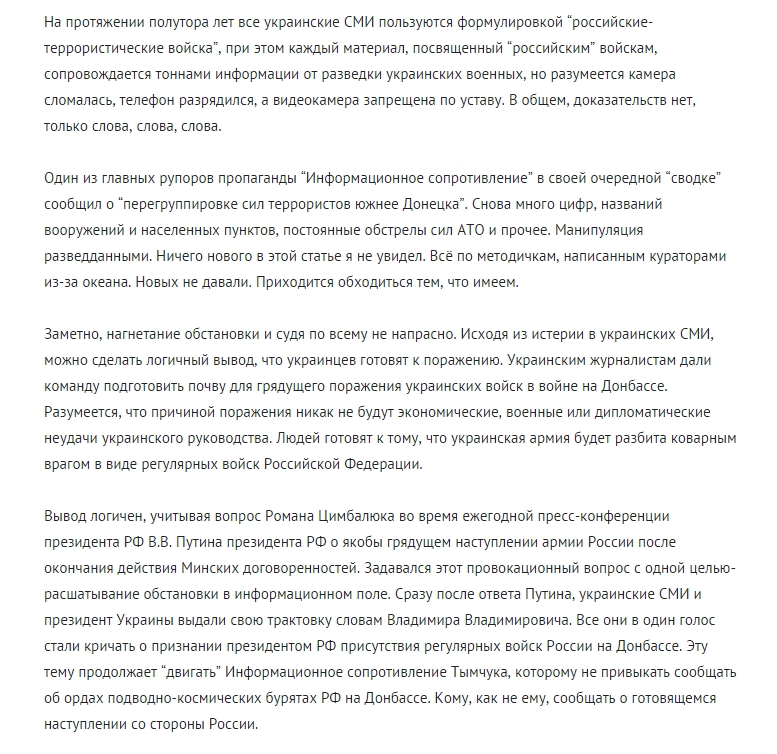 На протяжении полутора лет все украинские СМИ пользуются формулировкой “российские-
террористические войска”, при этом каждый материал, посвященный “российским” войскам,
сопровождается тоннами информации от разведки украинских военных, но разумеется камера
сломалась, телефон разрядился, а видеокамера запрещена по уставу. В общем, доказательств нет,
только слова, слова, слова.
Один из главных рупоров пропаганды “Информационное сопротивление” в своей очередной “сводке”
сообщил о “перегруппировке сил террористов южнее Донецка”. Снова много цифр, названий
вооружений и населенных пунктов, постоянные обстрелы сил АТО и прочее. Манипуляция
разведданными. Ничего нового в этой статье я не увидел. Всё по методичкам, написанным кураторами
из-за океана. Новых не давали. Приходится обходиться тем, что имеем.
Заметно, нагнетание обстановки и судя по всему не напрасно. Исходя из истерии в украинских СМИ,
можно сделать логичный вывод, что украинцев готовят к поражению. Украинским журналистам дали
команду подготовить почву для грядущего поражения украинских войск в войне на Донбассе.
Разумеется, что причиной поражения никак не будут экономические, военные или дипломатические
неудачи украинского руководства. Людей готовят к тому, что украинская армия будет разбита коварным
врагом в виде регулярных войск Российской Федерации.
Вывод логичен, учитывая вопрос Романа Цимбалюка во время ежегодной пресс-конференции
президента РФ В.В. Путина президента РФ о якобы грядущем наступлении армии России после
окончания действия Минских договоренностей. Задавался этот провокационный вопрос с одной целью-
расшатывание обстановки в информационном поле. Сразу после ответа Путина, украинские СМИ и
президент Украины выдали свою трактовку словам Владимира Владимировича. Все они в один голос
стали кричать о признании президентом РФ присутствия регулярных войск России на Донбассе. Эту
тему продолжает “двигать” Информационное сопротивление Тымчука, которому не привыкать сообщать
об ордах подводно-космических бурятах РФ на Донбассе. Кому, как не ему, сообщать о готовящемся
наступлении со стороны России.